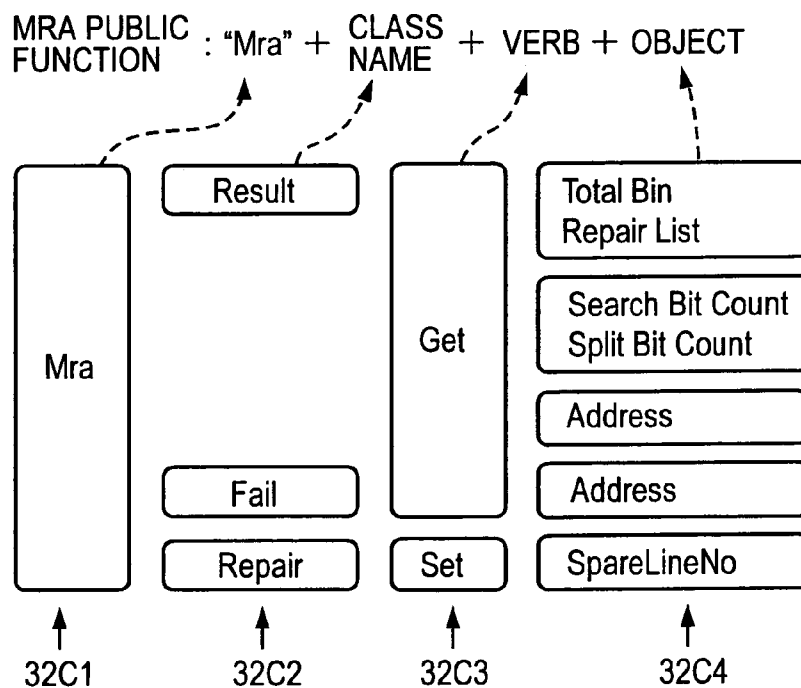 MRA PUBLIC FUNCTION : “Mra” + CLASS NAME + VERB + OBJECT
Mra
Result
Fail
Repair
Get
Set
Total Bin
Repair List
Search Bit Count
Split Bit Count
Address
Address
SpareLineNo
32C1 32C2 32C3 32C4